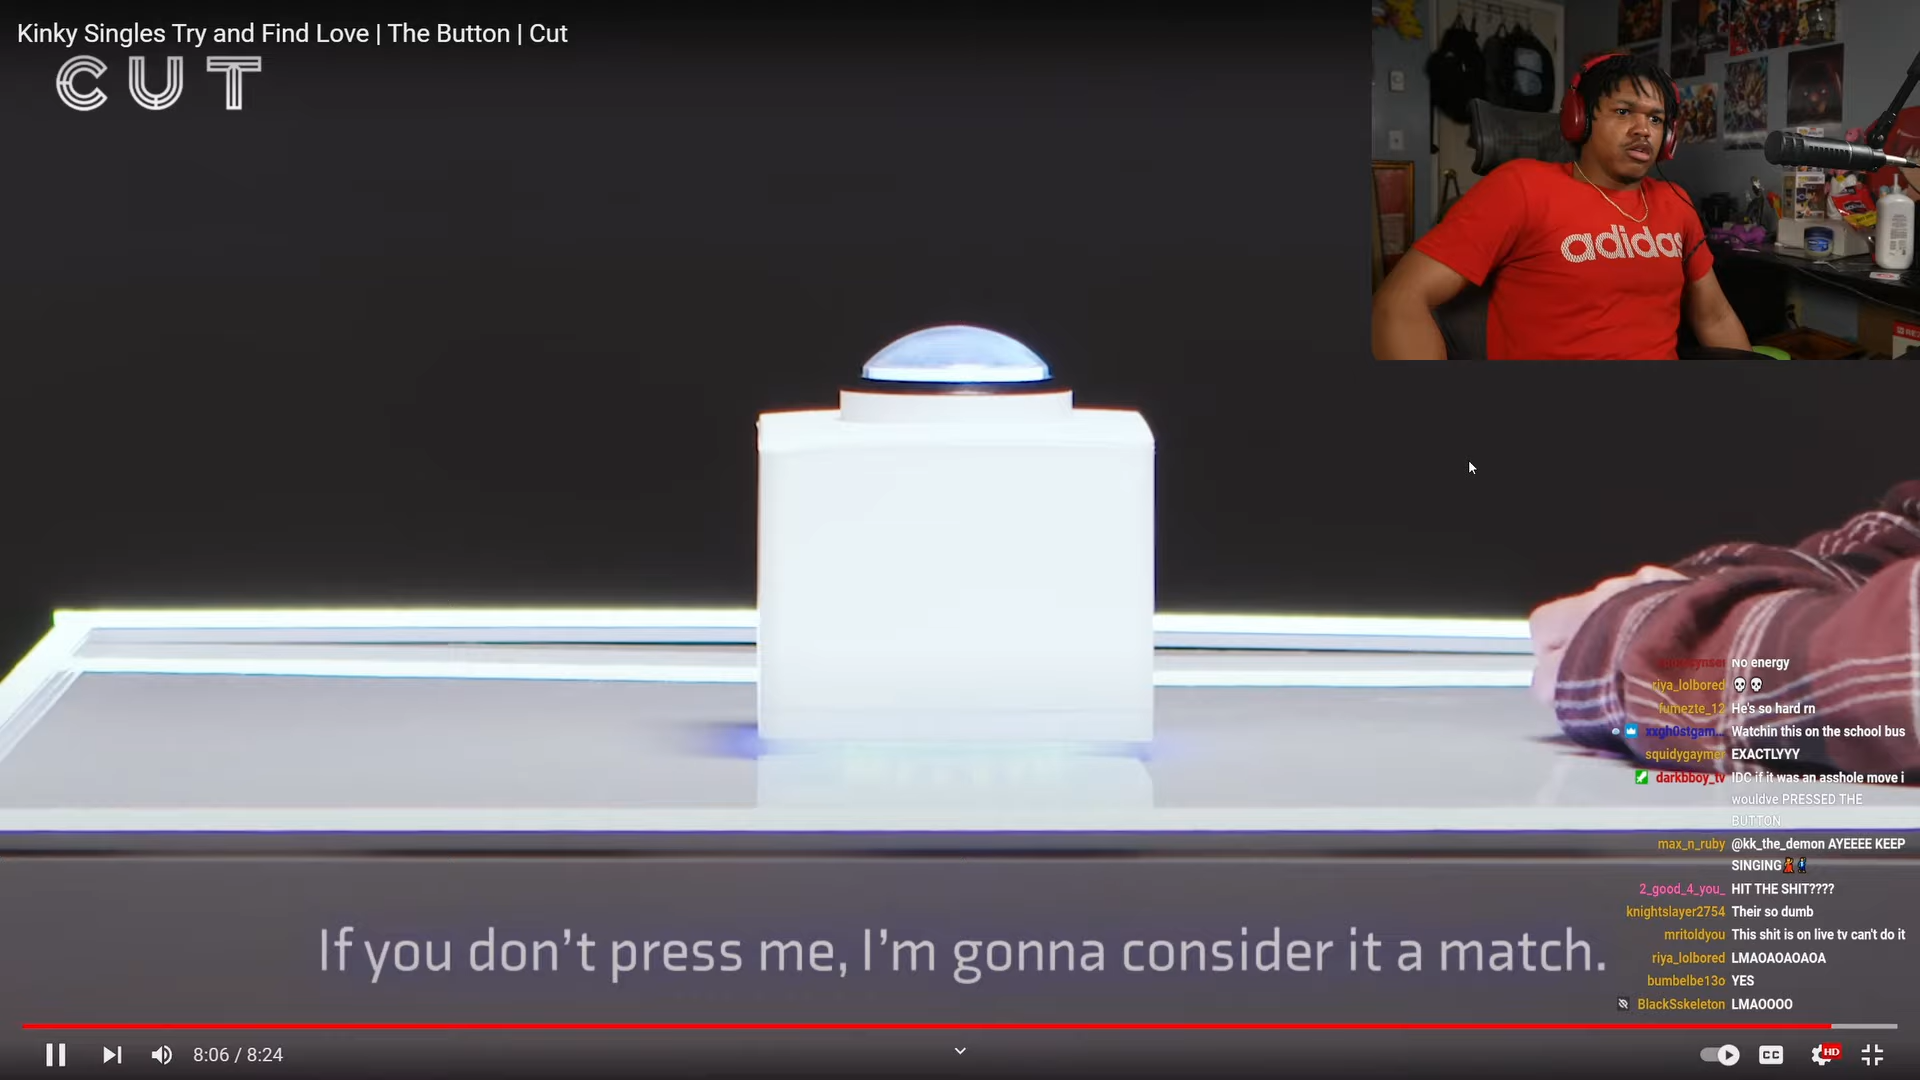 Kinky Singles Try and Find Love | The Button | Cut
CUT
adidas
No energy
riya_lolbored 💀💀
fumezte_12 He's so hard rn
xxgh0stgam... Watchin this on the school bus
squidygaymer EXACTLYYY
darkbboy_tv IDC if it was an asshole move i
wouldve PRESSED THE
BUTTON
max_n_ruby @kk_the_demon AYEEEE KEEP
SINGING
2_good_4_you_ HIT THE SHIT????
knightslayer2754 Their so dumb
mritoldyou This shit is on live tv can't do it
riya_lolbored LMAOAOAOAOA
bumbelbe13o YES
BlackSskeleton LMAOOOO
If you don't press me, I'm gonna consider it a match.
8:06 / 8:24
CC
HD